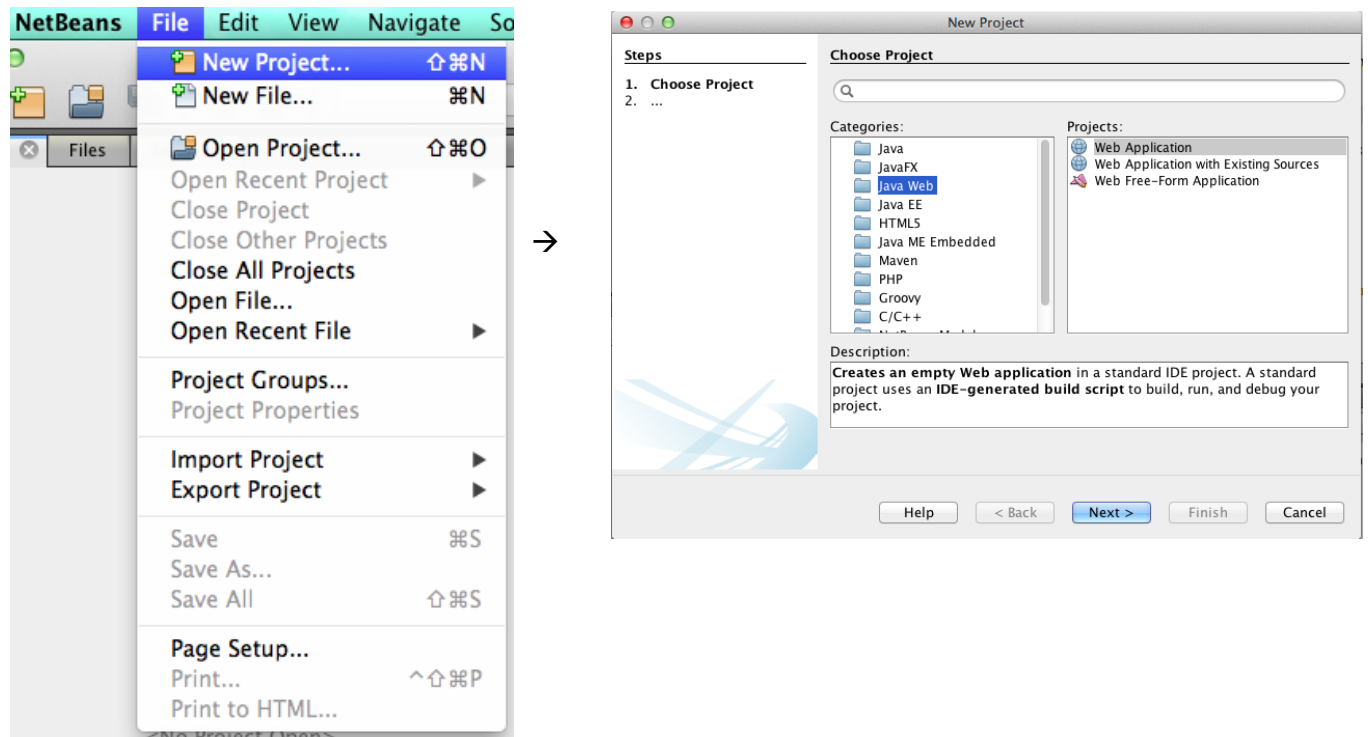 NetBeans File Edit View Navigate So
New Project... ⇧⌘N
New File... ⌘N
Files
Open Project... ⇧⌘O
Open Recent Project ▶
Close Project
Close Other Projects
Close All Projects
Open File...
Open Recent File ▶
Project Groups...
Project Properties
Import Project ▶
Export Project ▶
Save ⌘S
Save As...
Save All ⇧⌘S
Page Setup...
Print... ^⇧⌘P
Print to HTML...
<No Project Open>
→
New Project
Steps
1. Choose Project
2. ...
Choose Project
Categories:
Java
JavaFX
Java Web
Java EE
HTML5
Java ME Embedded
Maven
PHP
Groovy
C/C++
Projects:
Web Application
Web Application with Existing Sources
Web Free-Form Application
Description:
Creates an empty Web application in a standard IDE project. A standard
project uses an IDE-generated build script to build, run, and debug your
project.
Help < Back Next > Finish Cancel